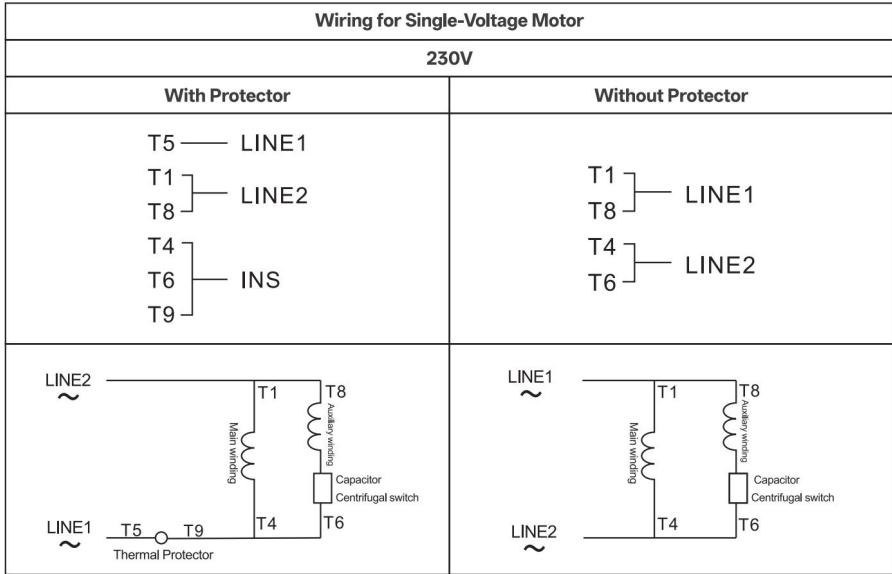 Wiring for Single-Voltage Motor
230V
With Protector
Without Protector
T5 LINE1
T1
LINE2
T8
T4
T6 INS
T9
T1
LINE1
T8
T4
LINE2
T6
LINE2
~
T1
T8
Main winding
Auxilliary winding
Capacitor
Centrifugal switch
LINE1
~
T5
T9
T4
T6
Thermal Protector
LINE1
~
T1
T8
Main winding
Auxilliary winding
Capacitor
Centrifugal switch
LINE2
~
T4
T6